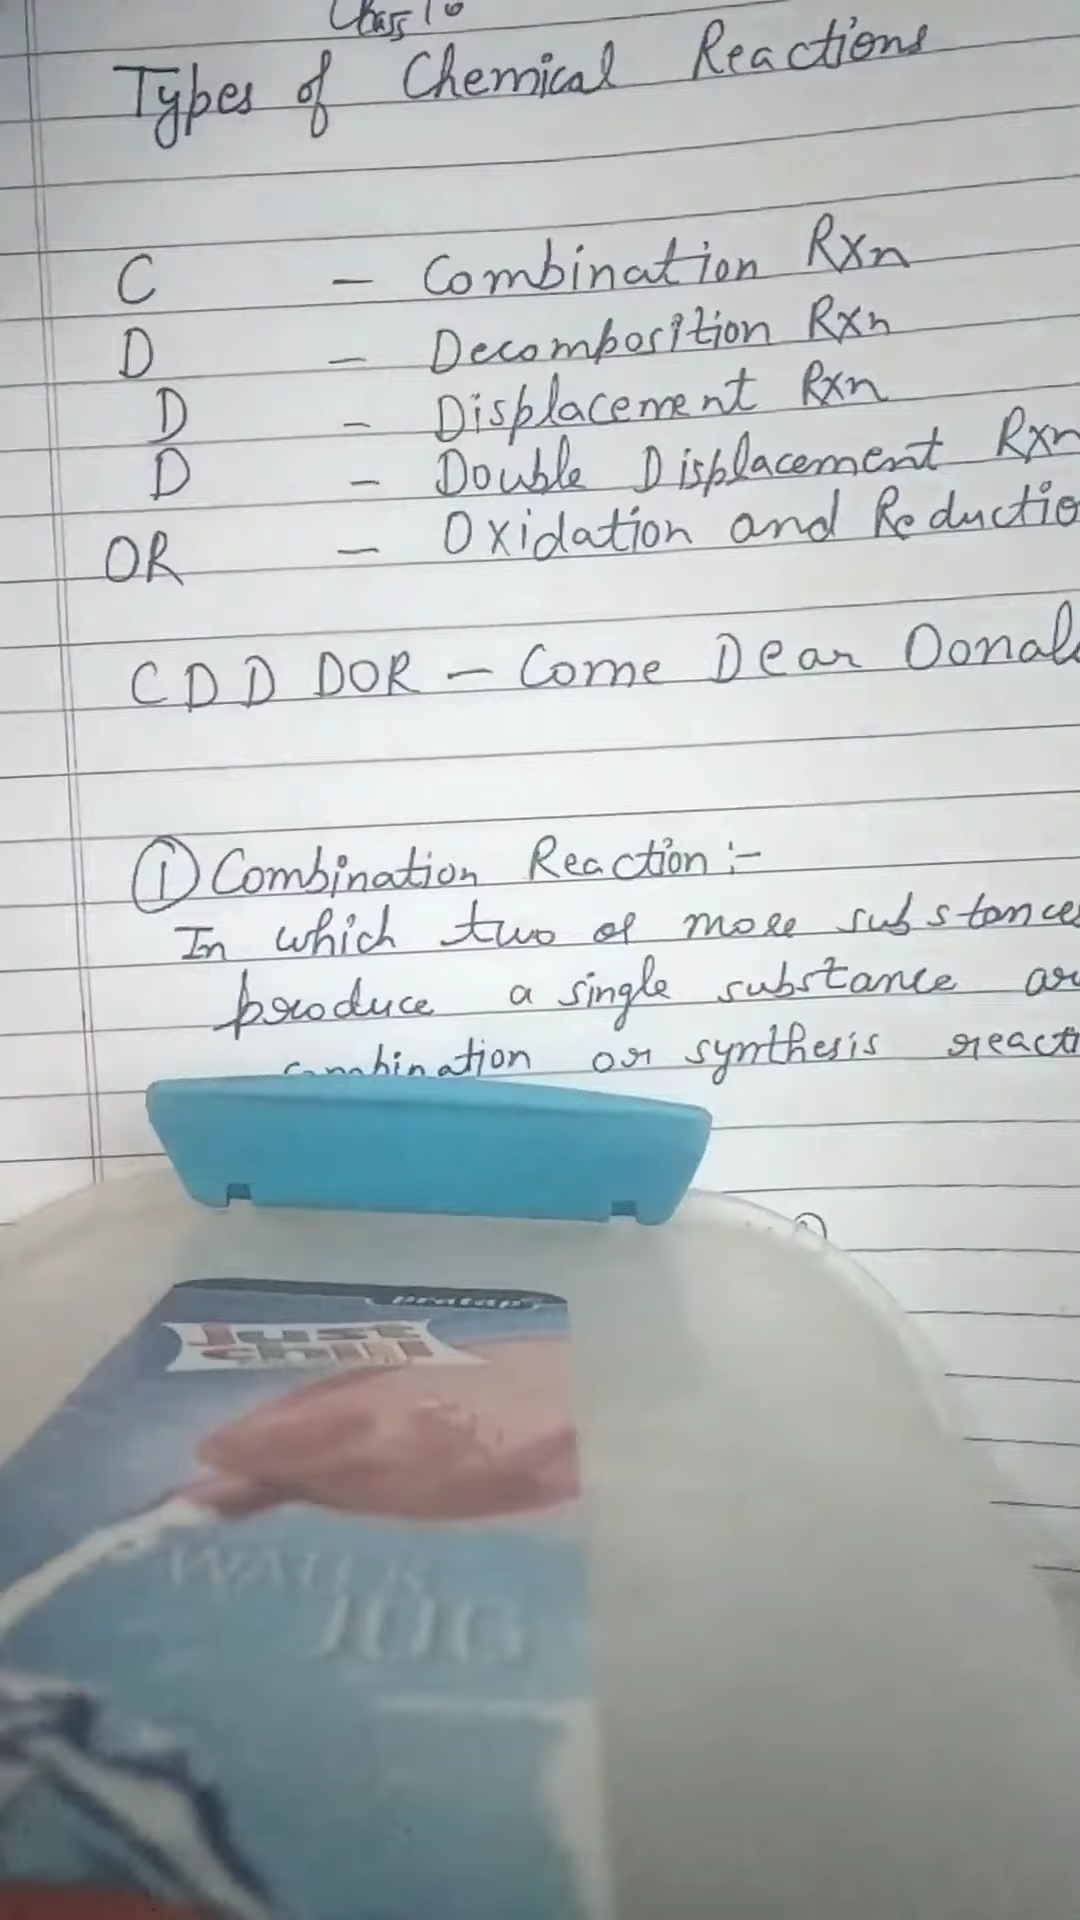 Class 10
Types of Chemical Reactions
C - Combination Rxn
D - Decomposition Rxn
D - Displacement Rxn
D - Double Displacement Rxn
OR - Oxidation and Reductio
CDD DOR - Come Dear Donal
① Combination Reaction :-
In which two or more substances
produce a single substance ar
combination or synthesis reacti
pratap
Just
chill
WATER
JUG